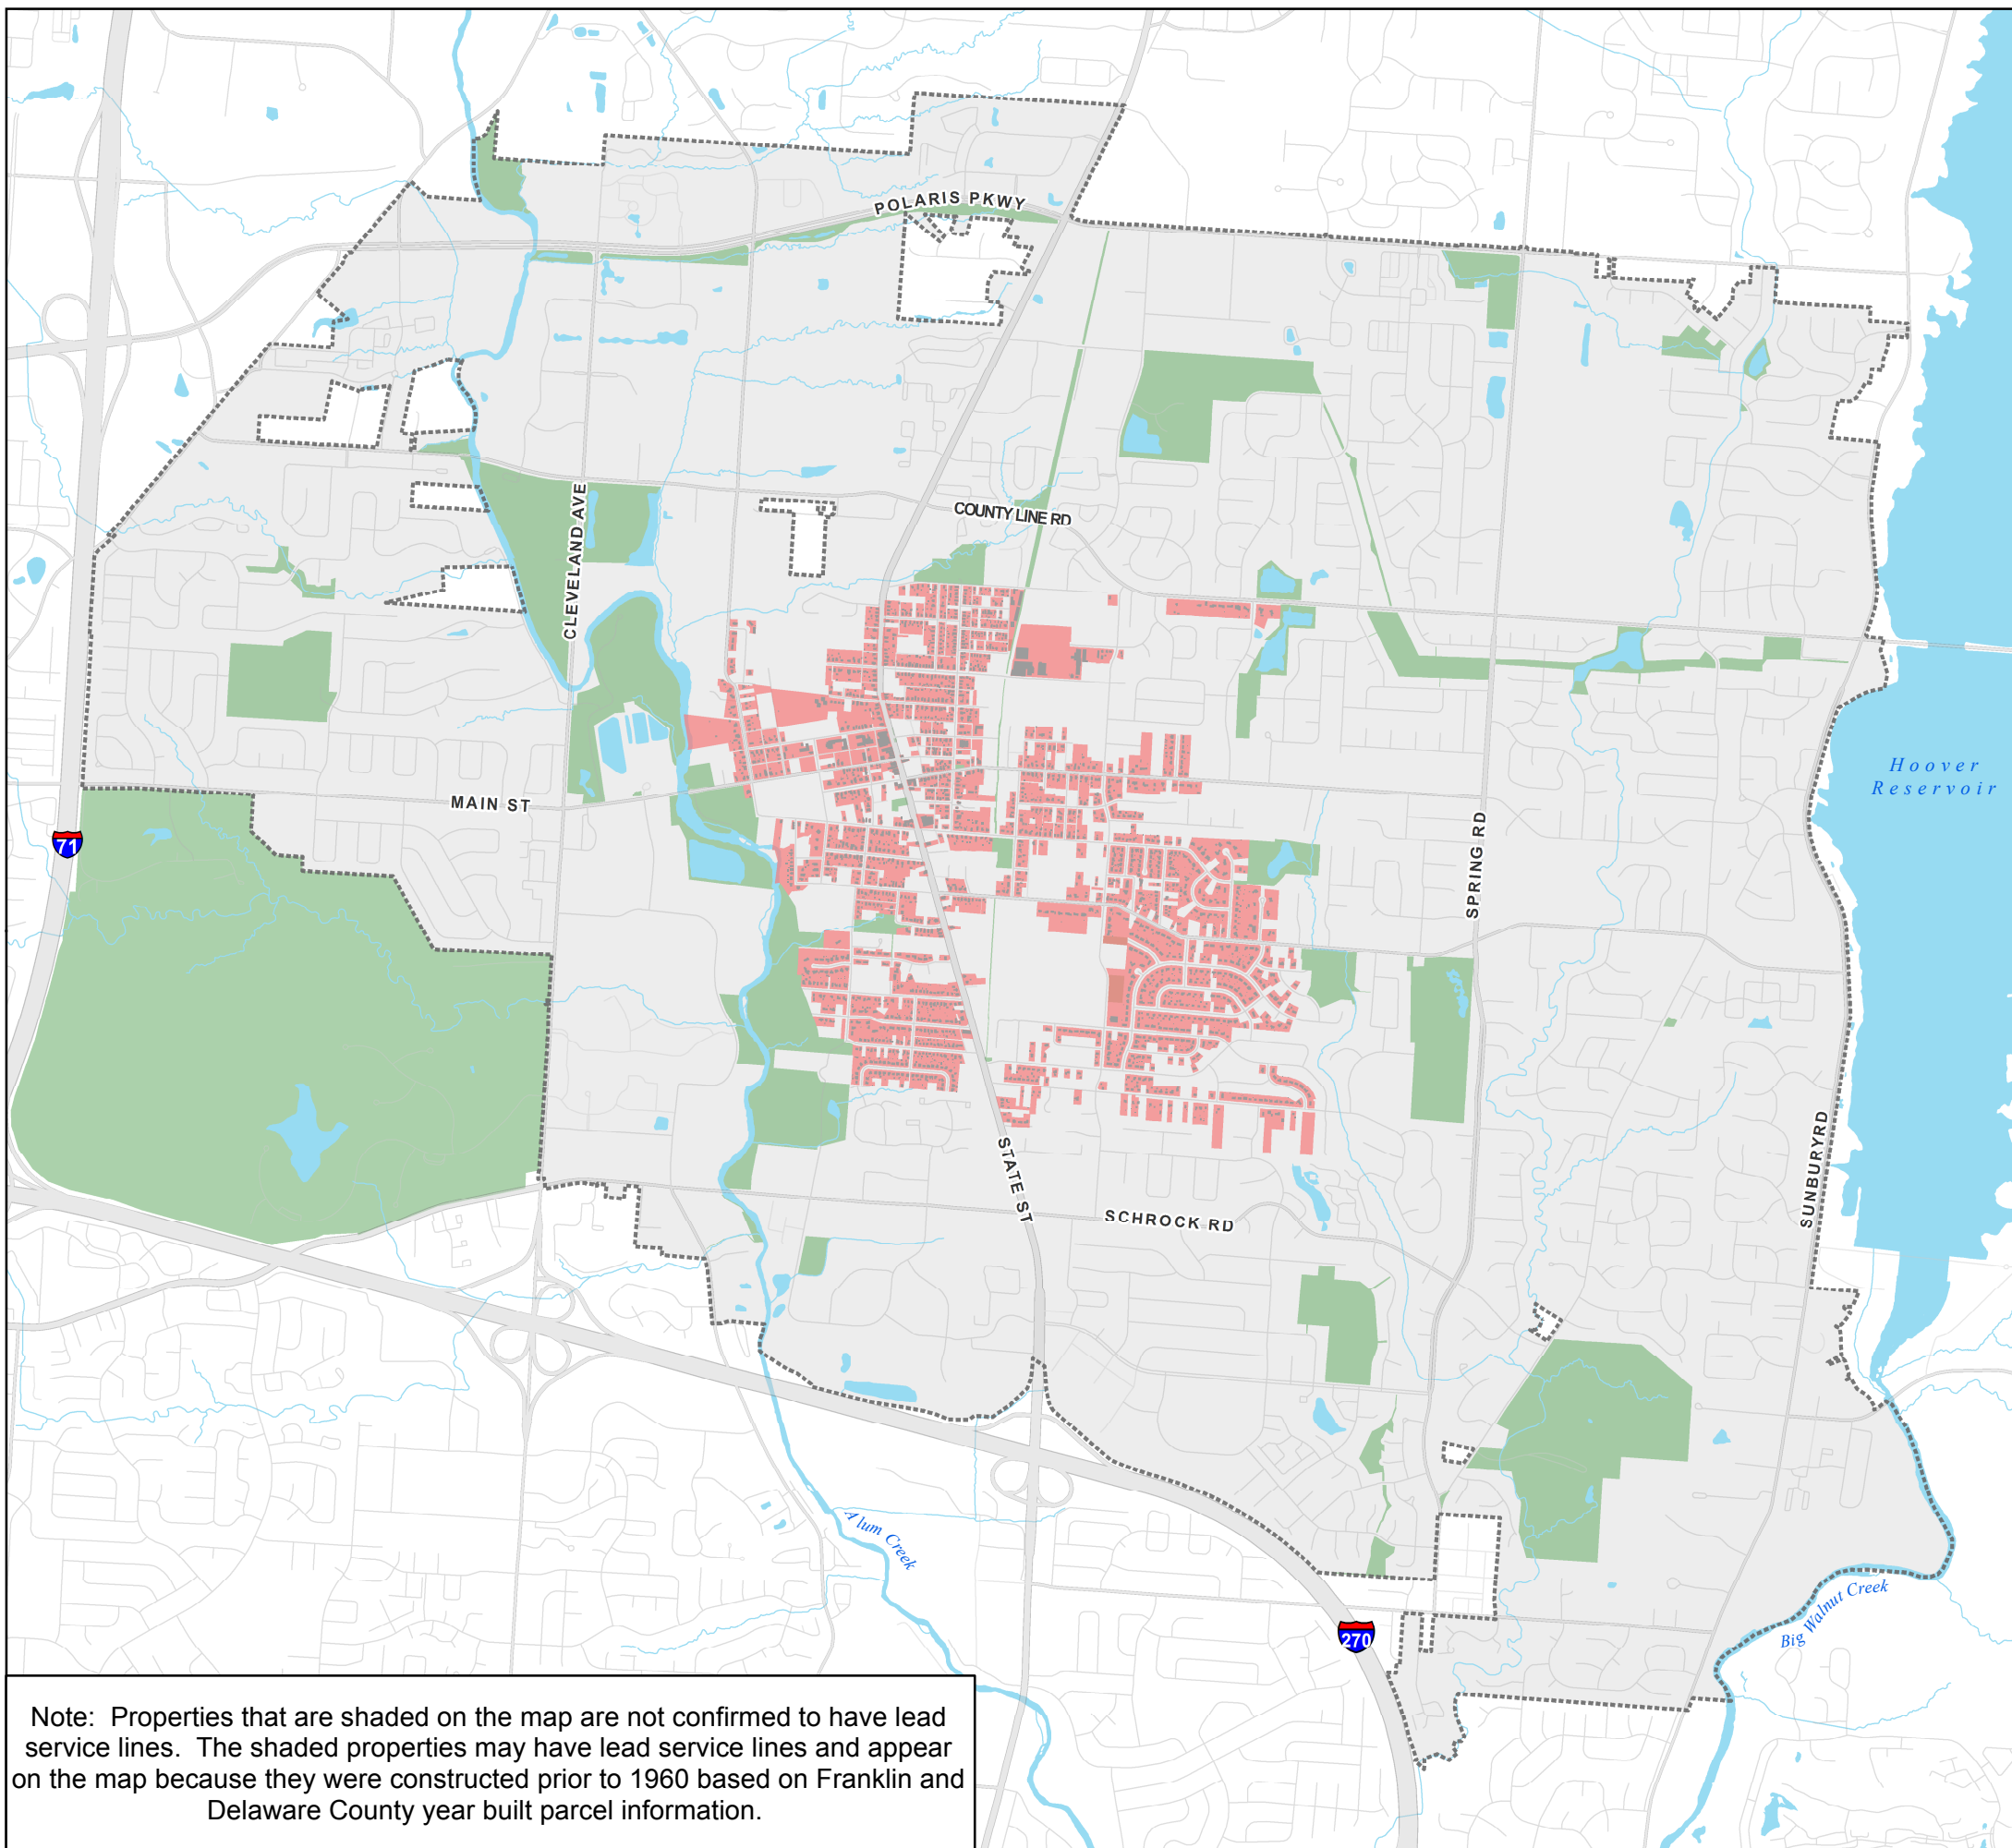 POLARIS PKWY
CLEVELAND AVE
COUNTY LINE RD
Hoover
Reservoir
MAIN ST
71
SPRING RD
SUNBURYRD
STATE ST
SCHROCK RD
Alum Creek
Big Walnut Creek
270
Note: Properties that are shaded on the map are not confirmed to have lead
service lines. The shaded properties may have lead service lines and appear
on the map because they were constructed prior to 1960 based on Franklin and
Delaware County year built parcel information.